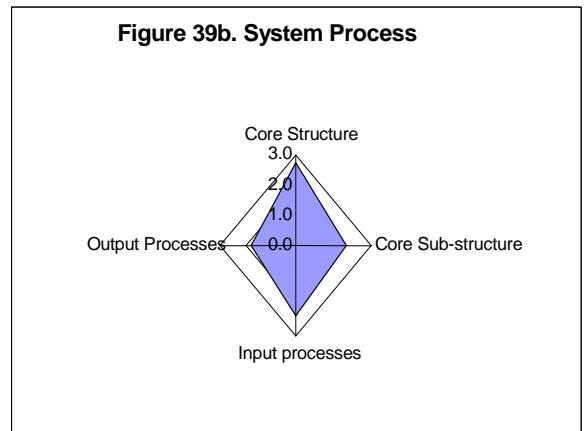 Figure 39b. System Process
Core Structure
3.0
2.0
1.0
0.0
Output Processes
Core Sub-structure
Input processes